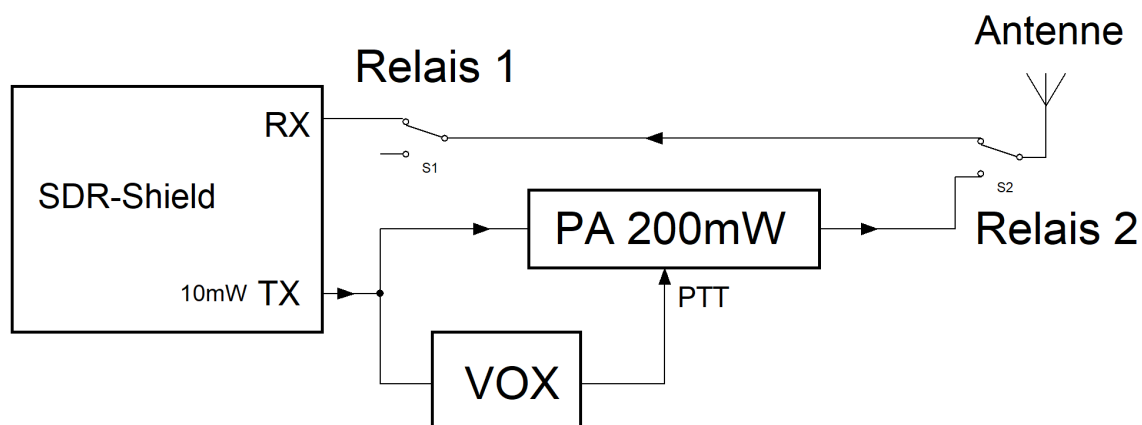 Antenne
Relais 1
RX
S1
SDR-Shield
S2
PA 200mW
Relais 2
10mW TX
PTT
VOX